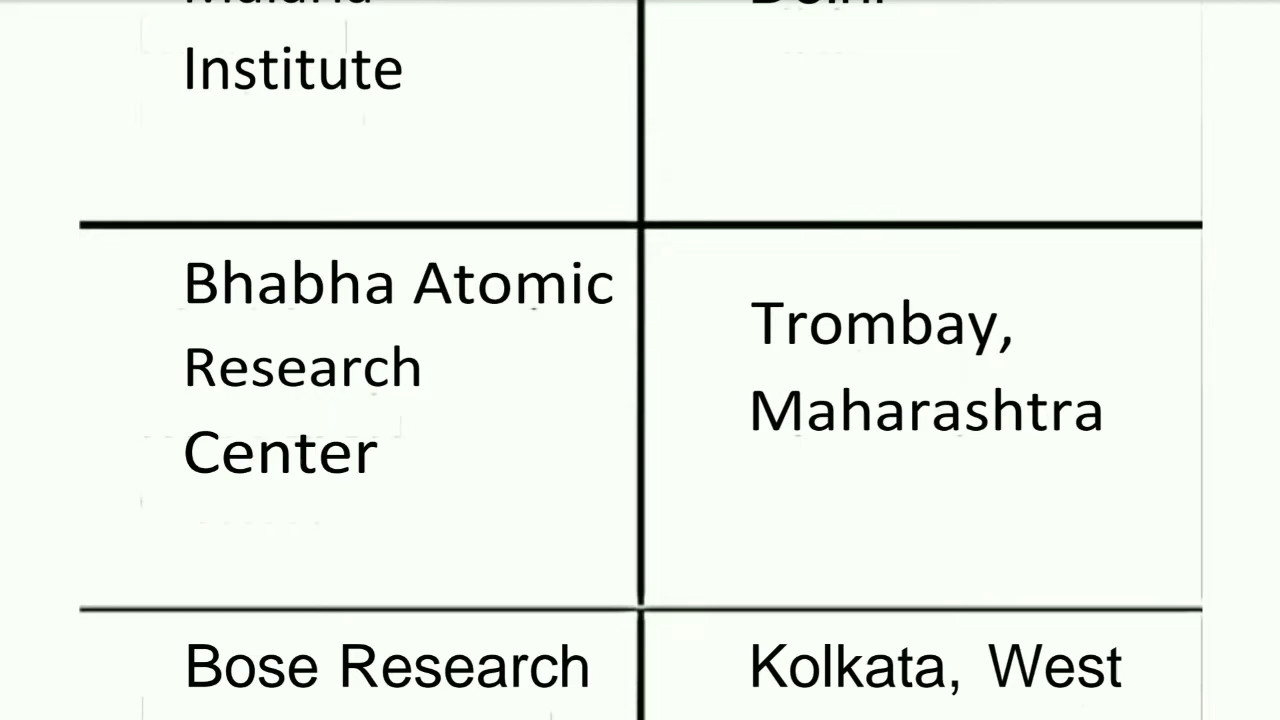 Institute
Bhabha Atomic
Research
Center
Trombay,
Maharashtra
Bose Research
Kolkata, West